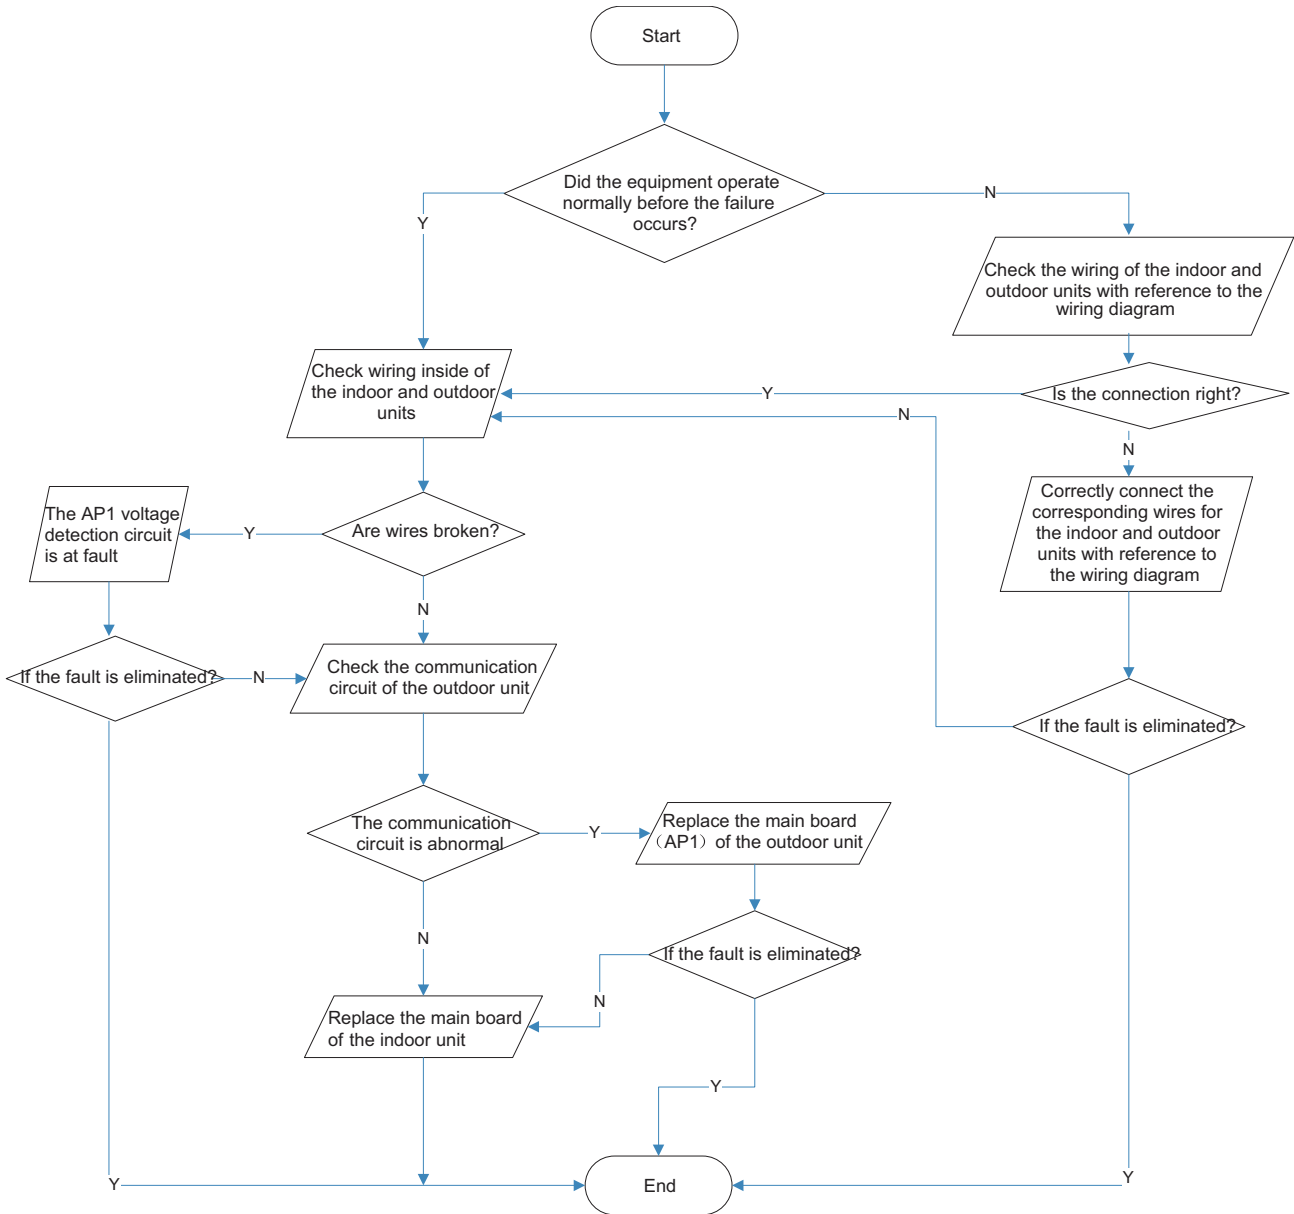 Start
Did the equipment operate
normally before the failure
occurs?
Y
N
Check the wiring of the indoor and
outdoor units with reference to the
wiring diagram
Check wiring inside of
the indoor and outdoor
units
Y
Is the connection right?
N
N
Correctly connect the
corresponding wires for
the indoor and outdoor
units with reference to
the wiring diagram
The AP1 voltage
detection circuit
is at fault
Y
Are wires broken?
N
If the fault is eliminated?
N
Check the communication
circuit of the outdoor unit
If the fault is eliminated?
The communication
circuit is abnormal
Y
Replace the main board
（AP1）of the outdoor unit
N
If the fault is eliminated?
N
Replace the main board
of the indoor unit
Y
Y
End
Y